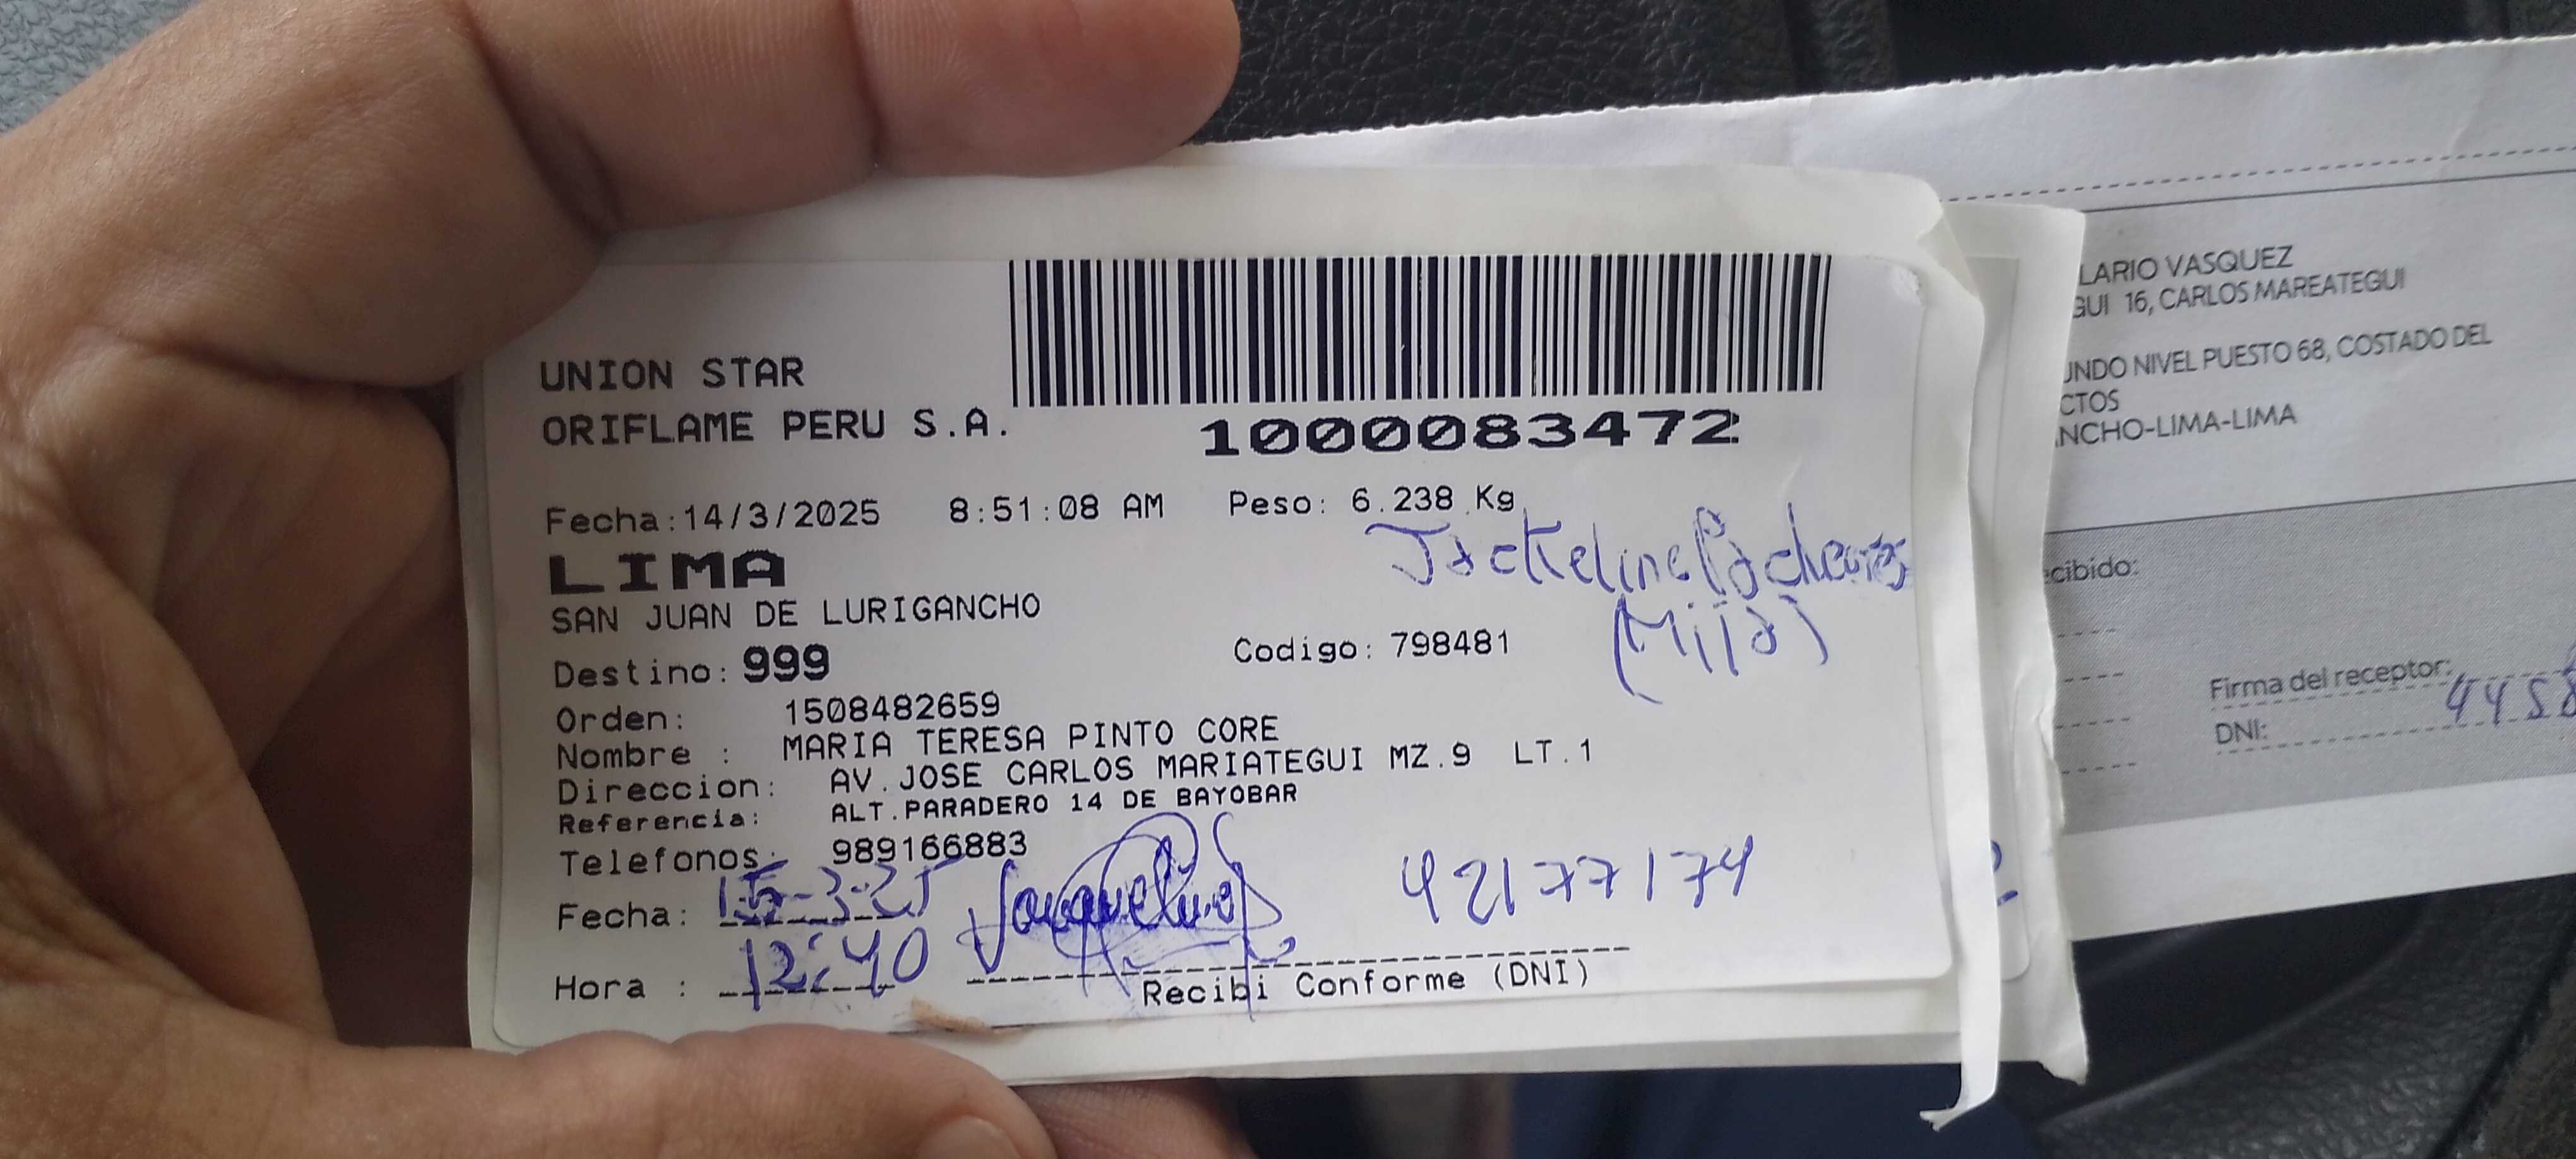 UNION STAR
ORIFLAME PERU S.A.
1000083472
Fecha:14/3/2025 8:51:08 AM Peso: 6.238 Kg
LIMA
SAN JUAN DE LURIGANCHO
Jackeline
(Mija)
Destino: 999 Codigo: 798481
Orden: 1508482659
Nombre : MARIA TERESA PINTO CORE
Direccion: AV.JOSE CARLOS MARIATEGUI MZ.9 LT.1
Referencia: ALT.PARADERO 14 DE BAYOBAR
Telefonos: 989166883
Fecha: 15-3-25
42177174
Hora : 12:40
Recibi Conforme (DNI)
LARIO VASQUEZ
GUI 16, CARLOS MAREATEGUI
UNDO NIVEL PUESTO 68, COSTADO DEL
CTOS
NCHO-LIMA-LIMA
ecibido:
Firma del receptor:
DNI: 4458